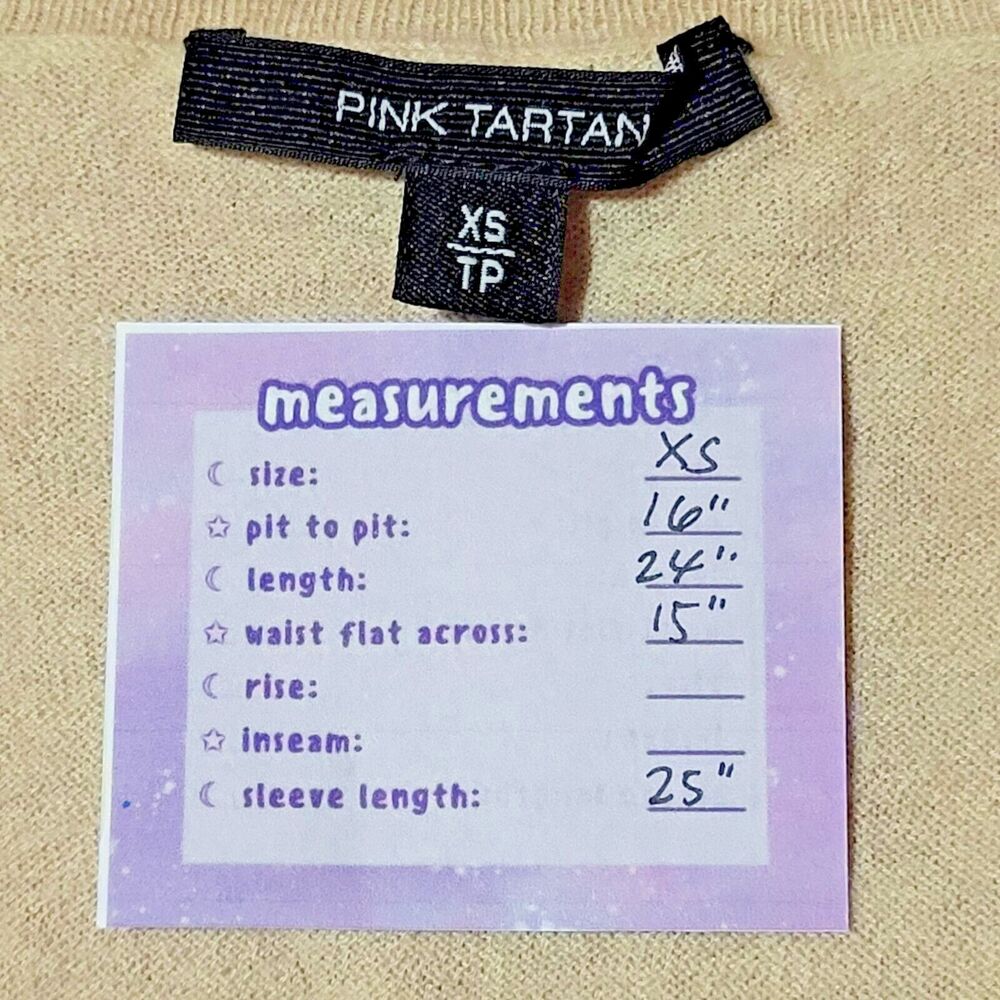 PINK TARTAN
XS
TP
measurements
size: XS
pit to pit: 16"
length: 24"
waist flat across: 15"
rise:
inseam:
sleeve length: 25"